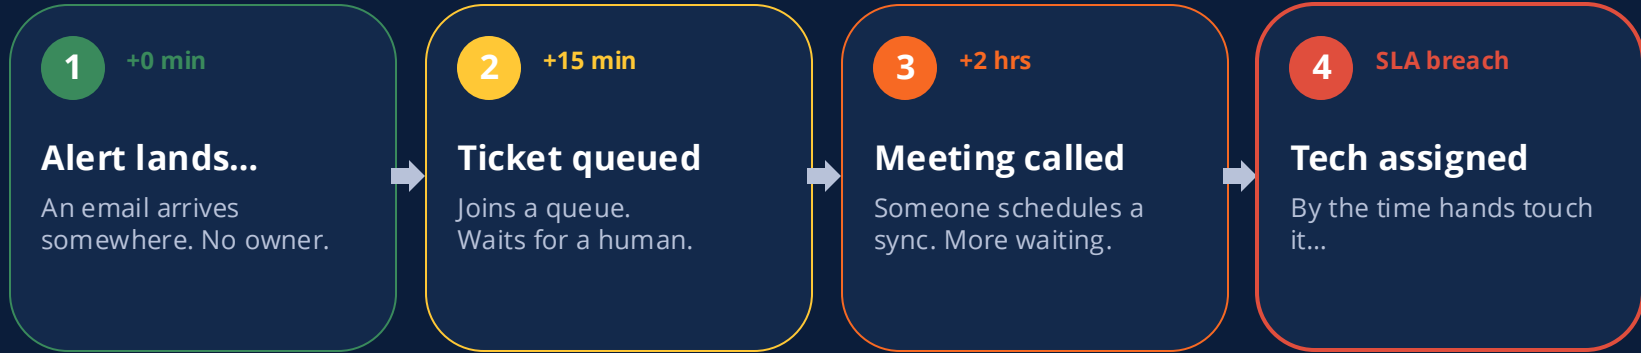 1
+0 min
Alert lands...
An email arrives
somewhere. No owner.
2
+15 min
Ticket queued
Joins a queue.
Waits for a human.
3
+2 hrs
Meeting called
Someone schedules a
sync. More waiting.
4
SLA breach
Tech assigned
By the time hands touch
it...